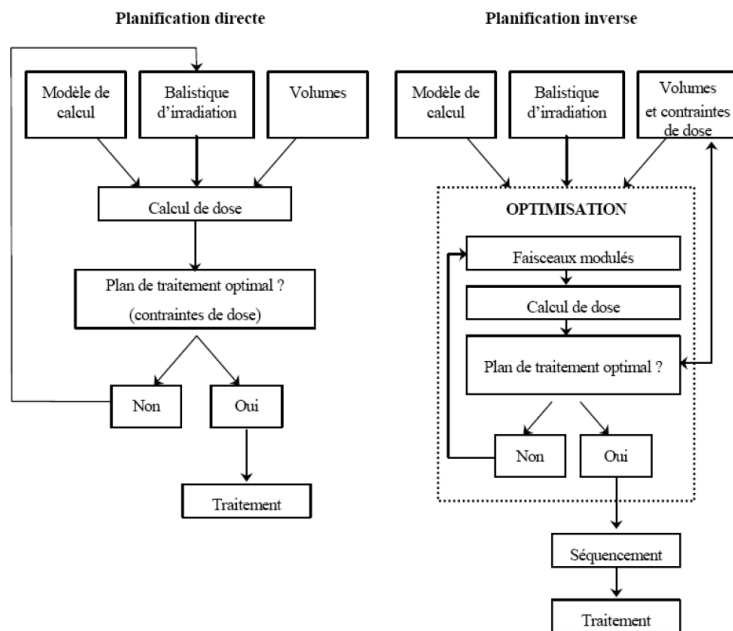 Planification directe
Modèle de
calcul
Balistique
d'irradiation
Volumes
Calcul de dose
Plan de traitement optimal ?
(contraintes de dose)
Non
Oui
Traitement
Planification inverse
Modèle de
calcul
Balistique
d'irradiation
Volumes
et contraintes
de dose
OPTIMISATION
Faisceaux modulés
Calcul de dose
Plan de traitement optimal ?
Non
Oui
Séquencement
Traitement